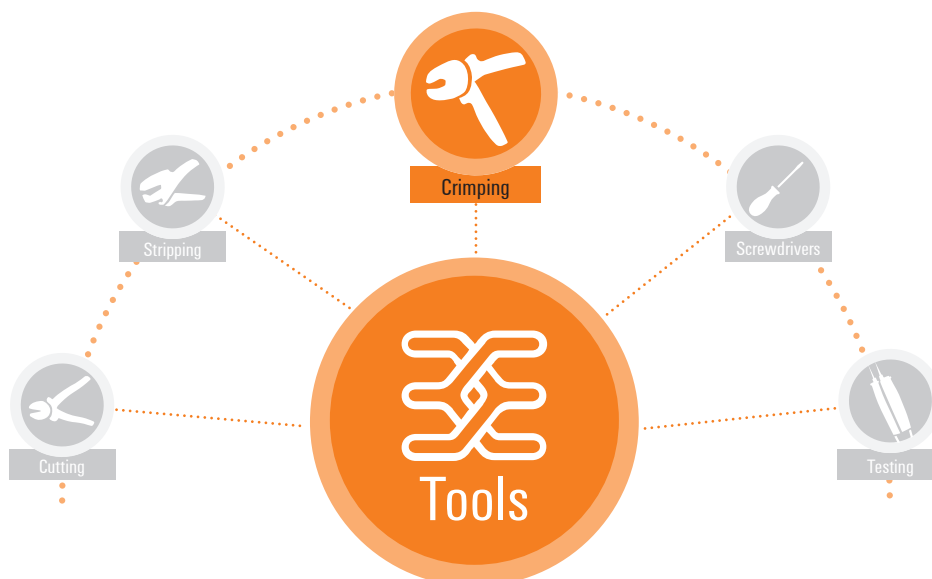 Crimping
Stripping
Screwdrivers
Cutting
Testing
Tools